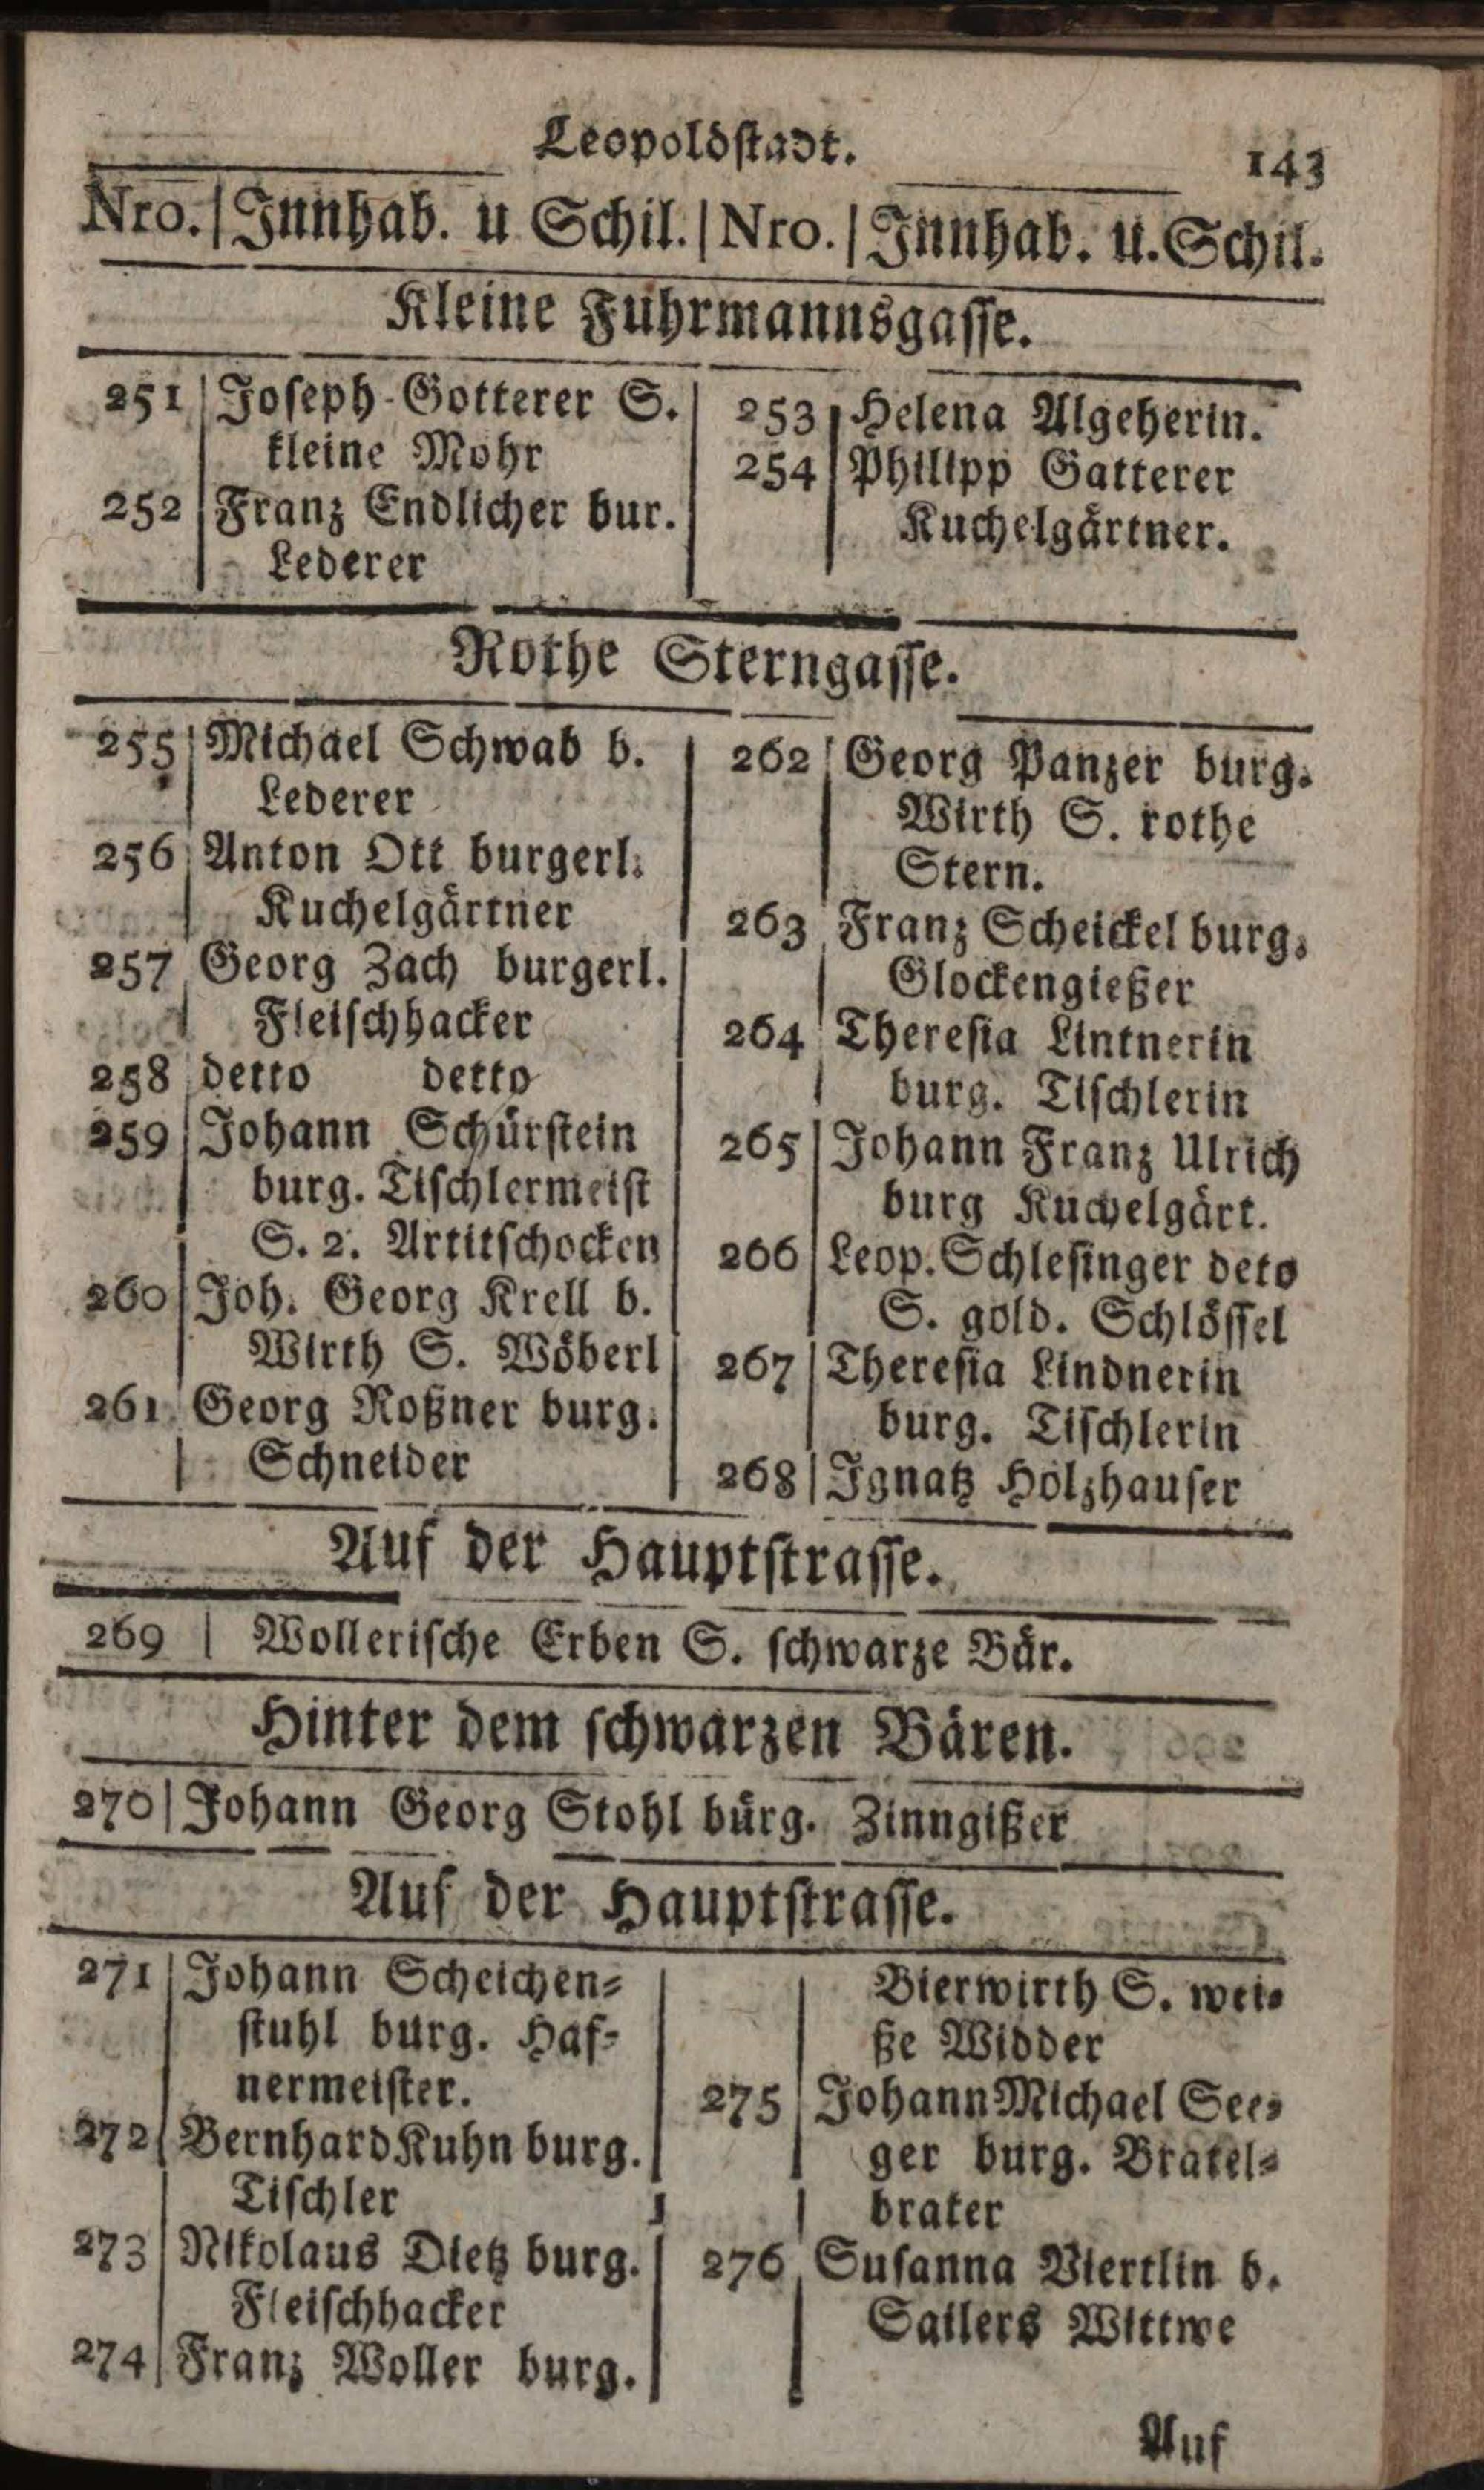 Leopoldstadt.
143
Nro. | Innhab. u Schil. | Nro. | Innhab. u. Schil.
Kleine Fuhrmannsgasse.
251 Joseph Gotterer S.
kleine Mohr
252 Franz Endlicher bur.
Lederer
253 Helena Algeherin.
254 Philipp Gatterer
Kuchelgärtner.
Rothe Sterngasse.
255 Michael Schwab b.
Lederer
256 Anton Ott burgerl.
Kuchelgärtner
257 Georg Zach burgerl.
Fleischhacker
258 detto detto
259 Johann Schürstein
burg. Tischlermeist
S. 2. Artitschocken
260 Joh. Georg Krell b.
Wirth S. Wöberl
261 Georg Roßner burg.
Schneider
262 Georg Panzer burg.
Wirth S. rothe
Stern.
263 Franz Scheickel burg.
Glockengießer
264 Theresia Lintnerin
burg. Tischlerin
265 Johann Franz Ulrich
burg Kuchelgärt.
266 Leop. Schlesinger deto
S. gold. Schlössel
267 Theresia Lindnerin
burg. Tischlerin
268 Ignatz Holzhauser
Auf der Hauptstrasse.
269 | Wollerische Erben S. schwarze Bär.
Hinter dem schwarzen Bären.
270 | Johann Georg Stohl bürg. Zinngißer
Auf der Hauptstrasse.
271 Johann Scheichen-
stuhl burg. Haf-
nermeister.
272 Bernhard Kuhn burg.
Tischler
273 Nikolaus Dietz burg.
Fleischhacker
274 Franz Woller burg.
Bierwirth S. wei-
ße Widder
275 Johann Michael See-
ger burg. Bratel-
brater
276 Susanna Viertlin b.
Sailers Wittwe
Auf